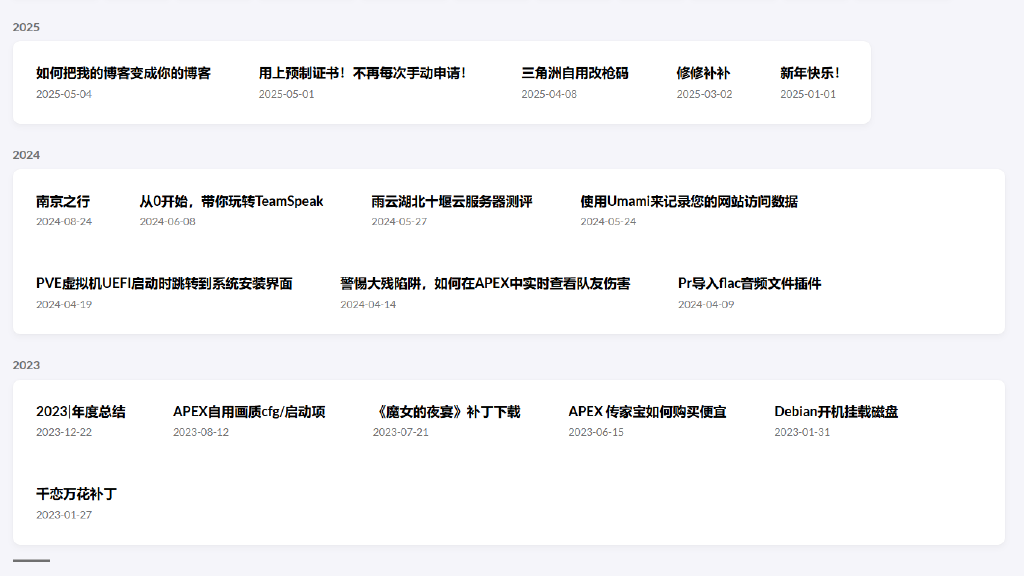 2025
如何把我的博客变成你的博客
2025-05-04
用上预制证书！不再每次手动申请！
2025-05-01
三角洲自用改枪码
2025-04-08
修修补补
2025-03-02
新年快乐！
2025-01-01
2024
南京之行
2024-08-24
从0开始，带你玩转TeamSpeak
2024-06-08
雨云湖北十堰云服务器测评
2024-05-27
使用Umami来记录您的网站访问数据
2024-05-24
PVE虚拟机UEFI启动时跳转到系统安装界面
2024-04-19
警惕大残陷阱，如何在APEX中实时查看队友伤害
2024-04-14
Pr导入flac音频文件插件
2024-04-09
2023
2023|年度总结
2023-12-22
APEX自用画质cfg/启动项
2023-08-12
《魔女的夜宴》补丁下载
2023-07-21
APEX 传家宝如何购买便宜
2023-06-15
Debian开机挂载磁盘
2023-01-31
千恋万花补丁
2023-01-27